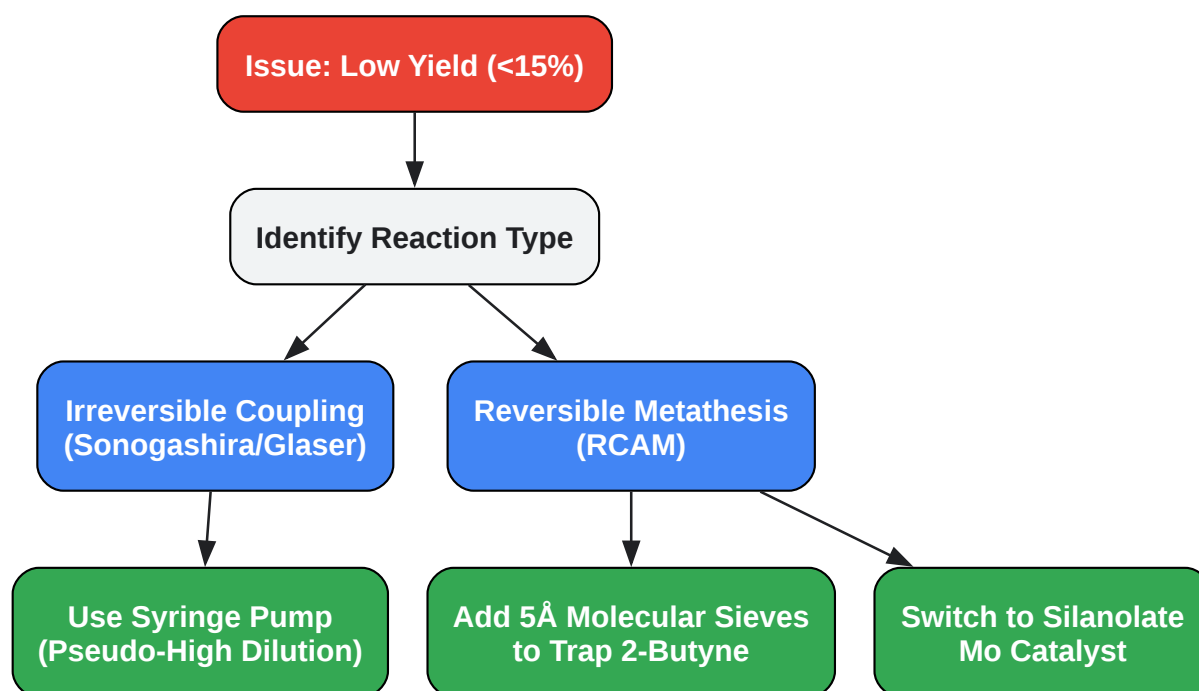 Issue: Low Yield (<15%)
Identify Reaction Type
Irreversible Coupling
(Sonogashira/Glaser)
Reversible Metathesis
(RCAM)
Use Syringe Pump
(Pseudo-High Dilution)
Add 5Å Molecular Sieves
to Trap 2-Butyne
Switch to Silanolate
Mo Catalyst